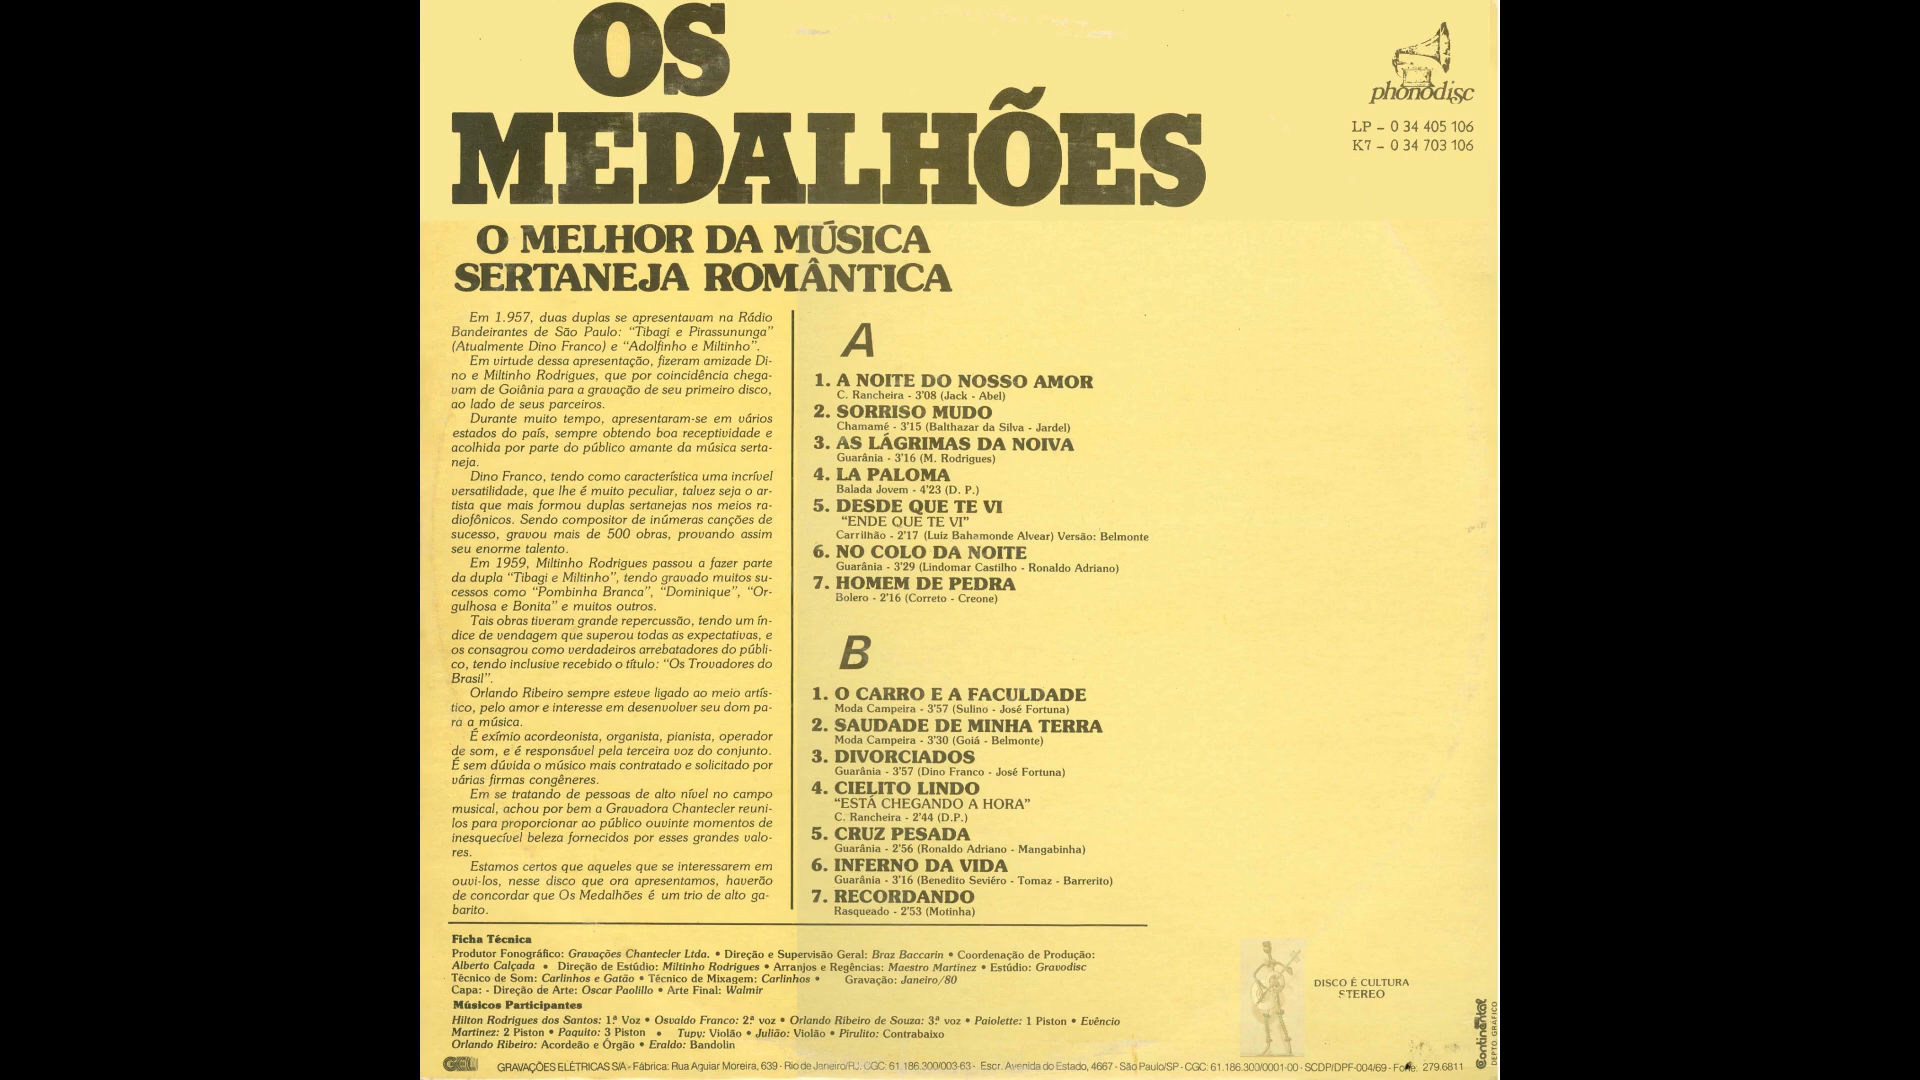 OS
MEDALHÕES
phonodisc
LP – 0 34 405 106
K7 – 0 34 703 106
O MELHOR DA MÚSICA
SERTANEJA ROMÂNTICA
Em 1.957, duas duplas se apresentavam na Rádio
Bandeirantes de São Paulo: "Tibagi e Pirassununga"
(Atualmente Dino Franco) e "Adolfinho e Miltinho".
Em virtude dessa apresentação, fizeram amizade Di-
no e Miltinho Rodrigues, que por coincidência chega-
vam de Goiânia para a gravação de seu primeiro disco,
ao lado de seus parceiros.
Durante muito tempo, apresentaram-se em vários
estados do país, sempre obtendo boa receptividade e
acolhida por parte do público amante da música serta-
neja.
Dino Franco, tendo como característica uma incrível
versatilidade, que lhe é muito peculiar, talvez seja o ar-
tista que mais formou duplas sertanejas nos meios ra-
diofônicos. Sendo compositor de inúmeras canções de
sucesso, gravou mais de 500 obras, provando assim
seu enorme talento.
Em 1959, Miltinho Rodrigues passou a fazer parte
da dupla "Tibagi e Miltinho", tendo gravado muitos su-
cessos como "Pombinha Branca", "Dominique", "Or-
gulhosa e Bonita" e muitos outros.
Tais obras tiveram grande repercussão, tendo um ín-
dice de vendagem que superou todas as expectativas, e
os consagrou como verdadeiros arrebatadores do públi-
co, tendo inclusive recebido o título: "Os Trovadores do
Brasil".
Orlando Ribeiro sempre esteve ligado ao meio artís-
tico, pelo amor e interesse em desenvolver seu dom pa-
ra a música.
É exímio acordeonista, organista, pianista, operador
de som, e é responsável pela terceira voz do conjunto.
É sem dúvida o músico mais contratado e solicitado por
várias firmas congêneres.
Em se tratando de pessoas de alto nível no campo
musical, achou por bem a Gravadora Chantecler reuni-
los para proporcionar ao público ouvinte momentos de
inesquecível beleza fornecidos por esses grandes valo-
res.
Estamos certos que aqueles que se interessarem em
ouvi-los, nesse disco que ora apresentamos, haverão
de concordar que Os Medalhões é um trio de alto ga-
barito.
A
1. A NOITE DO NOSSO AMOR
C. Rancheira - 3'08 (Jack - Abel)
2. SORRISO MUDO
Chamamé - 3'15 (Balthazar da Silva - Jardel)
3. AS LÁGRIMAS DA NOIVA
Guarânia - 3'16 (M. Rodrigues)
4. LA PALOMA
Balada Jovem - 4'23 (D. P.)
5. DESDE QUE TE VI
"ENDE QUE TE VI"
Carrilhão - 2'17 (Luiz Bahamonde Alvear) Versão: Belmonte
6. NO COLO DA NOITE
Guarânia - 3'29 (Lindomar Castilho - Ronaldo Adriano)
7. HOMEM DE PEDRA
Bolero - 2'16 (Correto - Creone)
B
1. O CARRO E A FACULDADE
Moda Campeira - 3'57 (Sulino - José Fortuna)
2. SAUDADE DE MINHA TERRA
Moda Campeira - 3'30 (Goiá - Belmonte)
3. DIVORCIADOS
Guarânia - 3'57 (Dino Franco - José Fortuna)
4. CIELITO LINDO
"ESTÁ CHEGANDO A HORA"
C. Rancheira - 2'44 (D.P.)
5. CRUZ PESADA
Guarânia - 2'56 (Ronaldo Adriano - Mangabinha)
6. INFERNO DA VIDA
Guarânia - 3'16 (Benedito Seviéro - Tomaz - Barrerito)
7. RECORDANDO
Rasqueado - 2'53 (Motinha)
Ficha Técnica
Produtor Fonográfico: Gravações Chantecler Ltda. • Direção e Supervisão Geral: Braz Baccarin • Coordenação de Produção:
Alberto Calçada • Direção de Estúdio: Miltinho Rodrigues • Arranjos e Regências: Maestro Martinez • Estúdio: Gravodisc
Técnico de Som: Carlinhos e Gatão • Técnico de Mixagem: Carlinhos • Gravação: Janeiro/80
Capa: - Direção de Arte: Oscar Paolillo • Arte Final: Walmir
Músicos Participantes
Hilton Rodrigues dos Santos: 1.ª Voz • Osvaldo Franco: 2.ª voz • Orlando Ribeiro de Souza: 3.ª voz • Paiolette: 1 Piston • Evêncio
Martinez: 2 Piston • Paquito: 3 Piston • Tupy: Violão • Julião: Violão • Pirulito: Contrabaixo
Orlando Ribeiro: Acordeão e Órgão • Eraldo: Bandolin
DISCO É CULTURA
STEREO
Continental
DEPTO. GRÁFICO
GRAVAÇÕES ELÉTRICAS S/A - Fábrica: Rua Aguiar Moreira, 639 - Rio de Janeiro/RJ. CGC: 61.186.300/003-63 - Escr. Avenida do Estado, 4667 - São Paulo/SP - CGC: 61.186.300/0001-00 - SCDP/DPF-004/69 - Fone: 279.6811